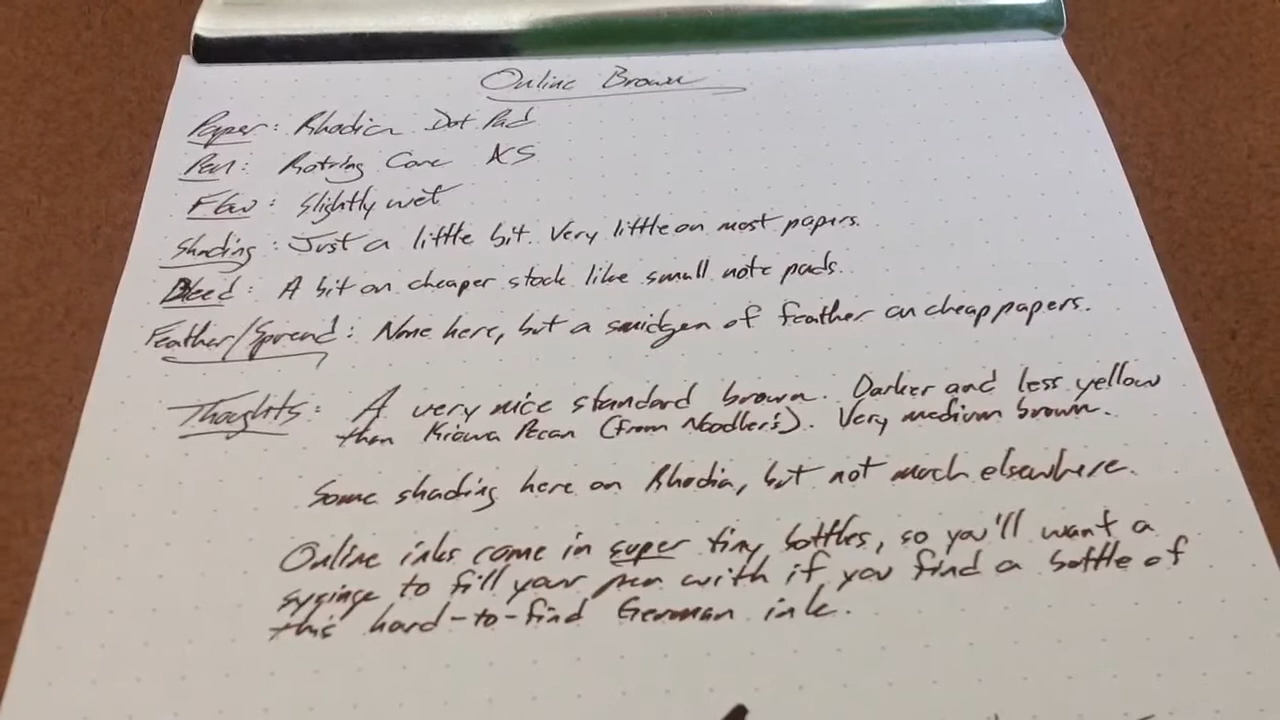 Online Brown
Paper: Rhodia Dot Pad
Pen: Rotring Core XS
Flow: Slightly wet
Shading: Just a little bit. Very little on most papers.
Bleed: A bit on cheaper stock like small note pads.
Feather/Spread: None here, but a smidgen of feather on cheap papers.
Thoughts: A very nice standard brown. Darker and less yellow
than Kiowa Pecan (from Noodler's). Very medium brown.
Some shading here on Rhodia, but not much elsewhere.
Online inks come in super tiny bottles, so you'll want a
syginge to fill your pen with if you find a bottle of
this hard-to-find German ink.